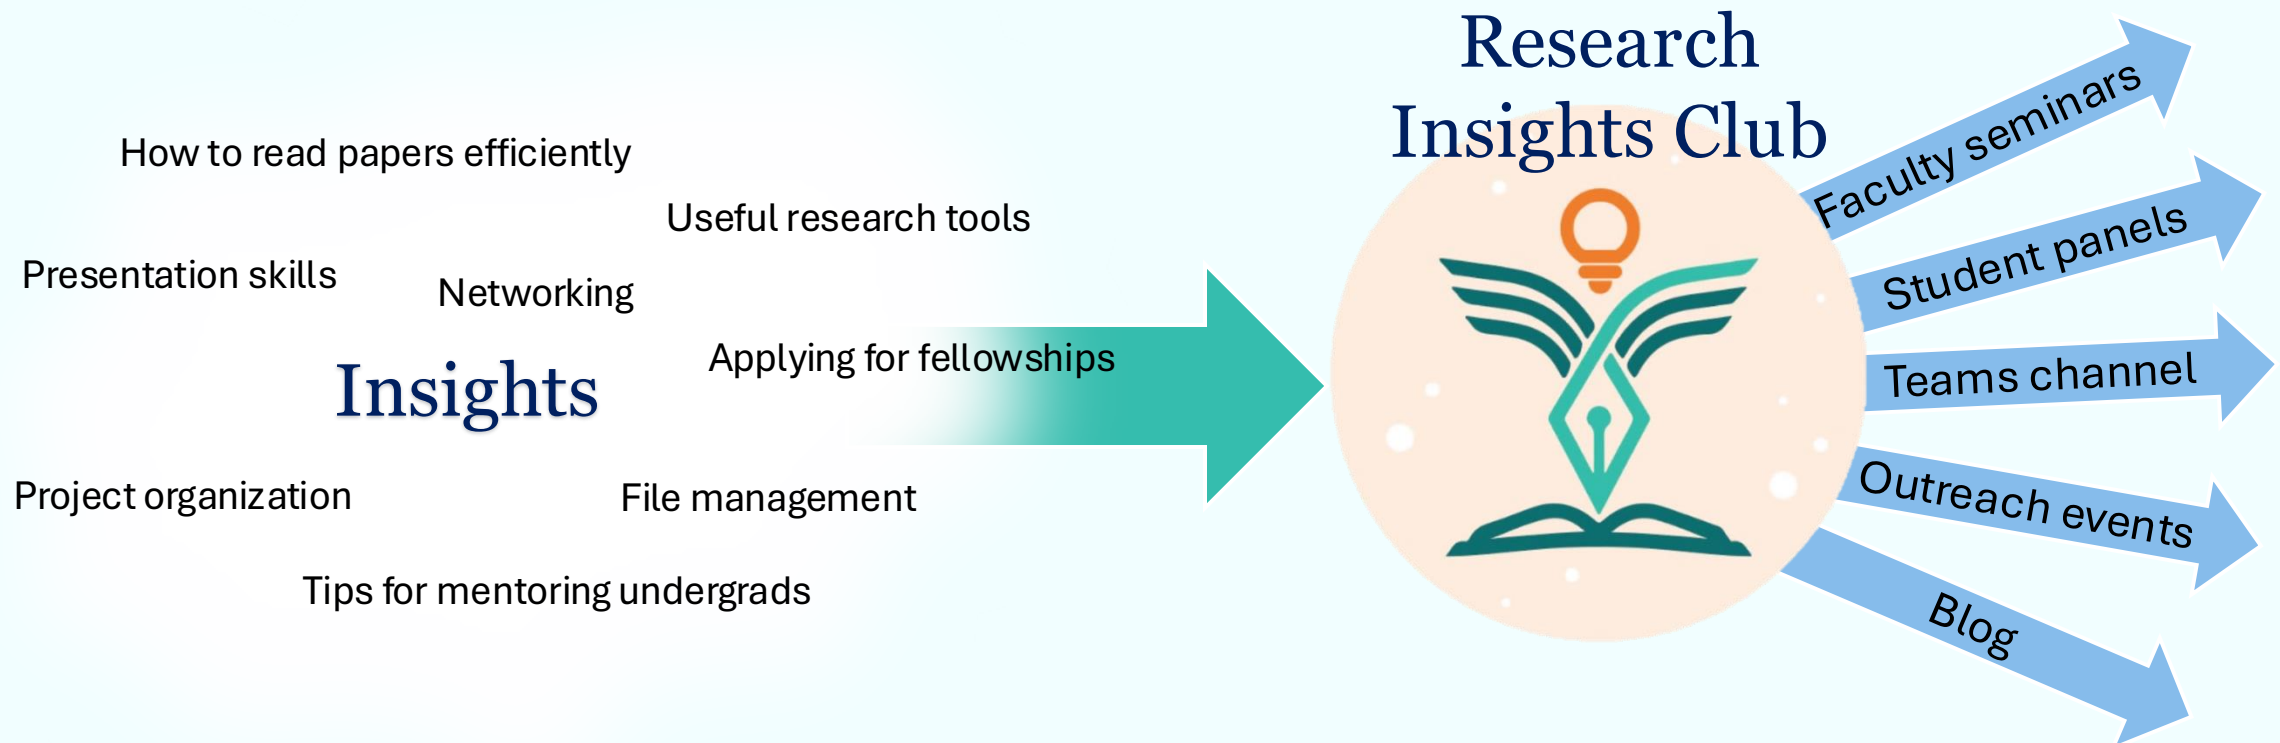 How to read papers efficiently
Useful research tools
Presentation skills
Networking
Applying for fellowships
Insights
Project organization
File management
Tips for mentoring undergrads
Research
Insights Club
Faculty seminars
Student panels
Teams channel
Outreach events
Blog